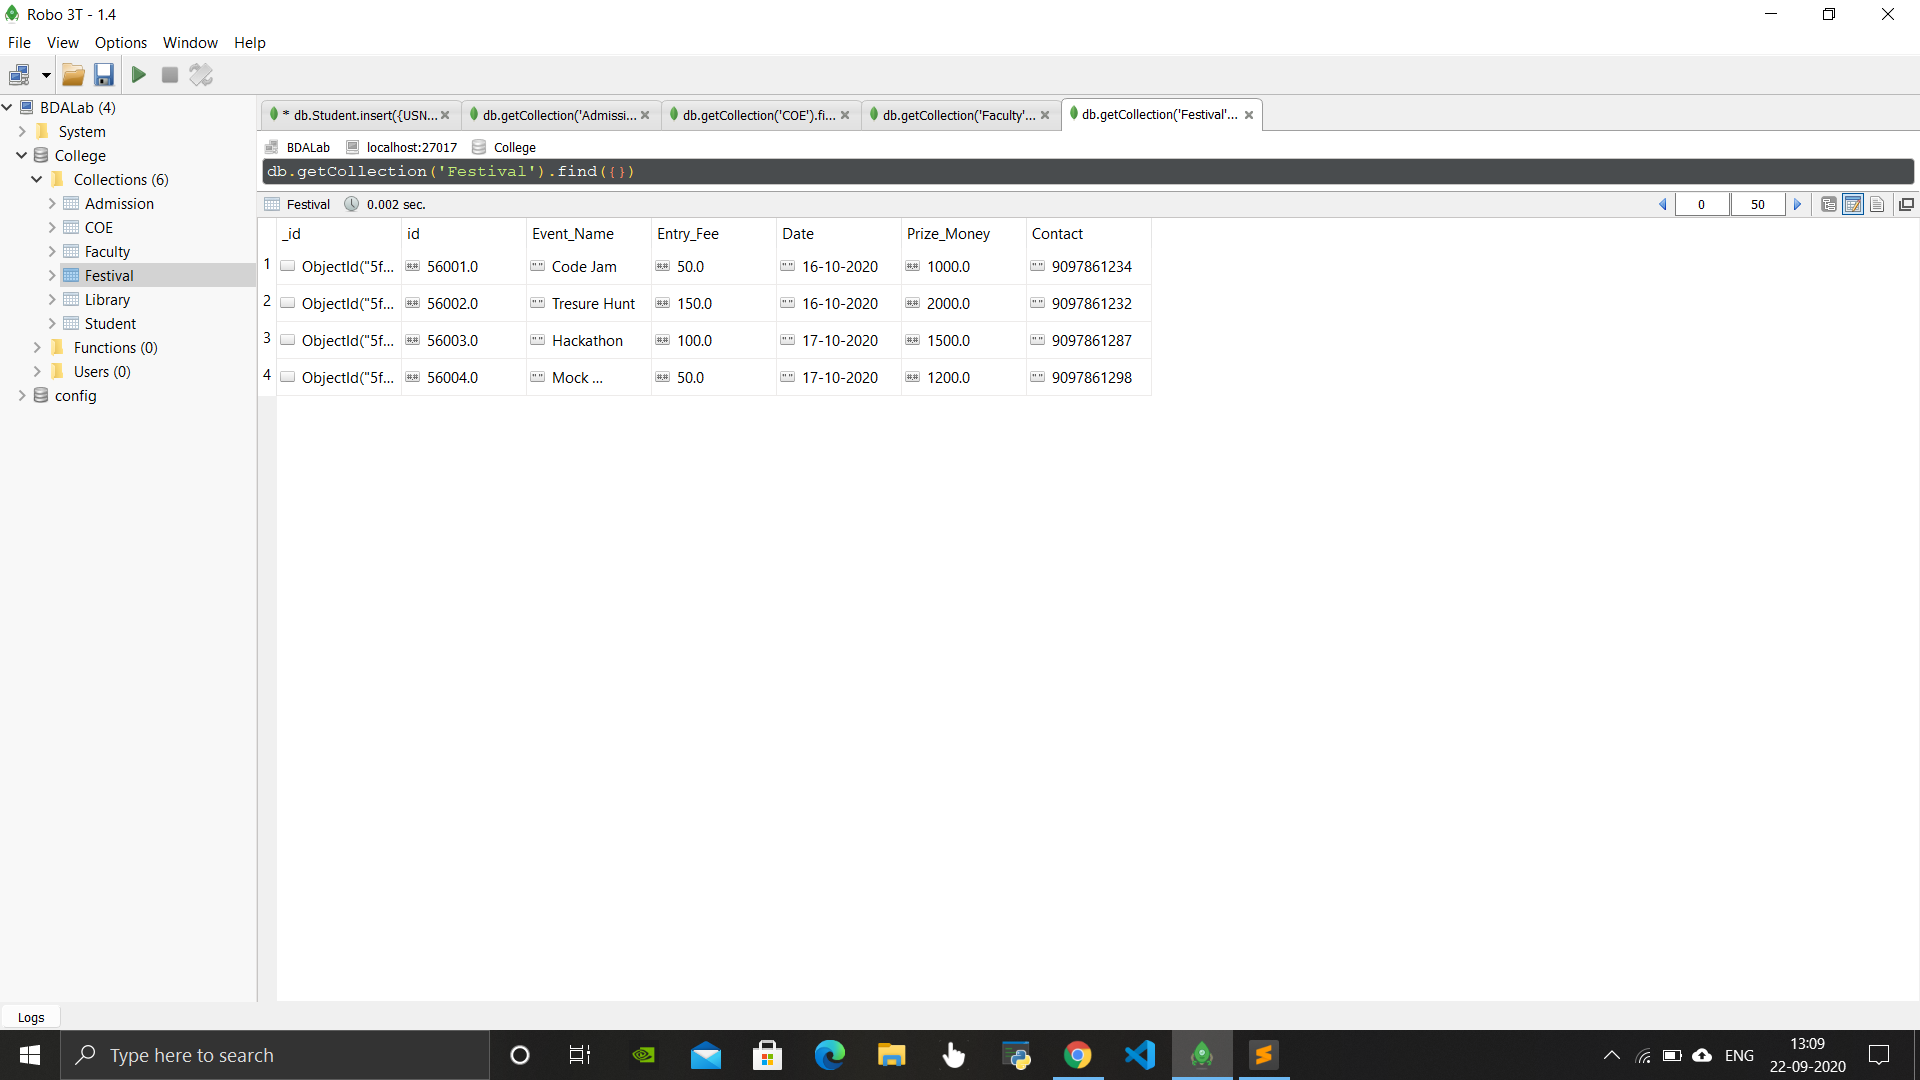 Robo 3T - 1.4
File View Options Window Help
BDALab (4)
System
College
Collections (6)
Admission
COE
Faculty
Festival
Library
Student
Functions (0)
Users (0)
config
* db.Student.insert({USN... db.getCollection('Admissi... db.getCollection('COE').fi... db.getCollection('Faculty'... db.getCollection('Festival'...
BDALab localhost:27017 College
db.getCollection('Festival').find({})
Festival 0.002 sec. 0 50
_id id Event_Name Entry_Fee Date Prize_Money Contact
1 ObjectId("5f... 56001.0 Code Jam 50.0 16-10-2020 1000.0 9097861234
2 ObjectId("5f... 56002.0 Tresure Hunt 150.0 16-10-2020 2000.0 9097861232
3 ObjectId("5f... 56003.0 Hackathon 100.0 17-10-2020 1500.0 9097861287
4 ObjectId("5f... 56004.0 Mock ... 50.0 17-10-2020 1200.0 9097861298
Logs
Type here to search
ENG
13:09
22-09-2020